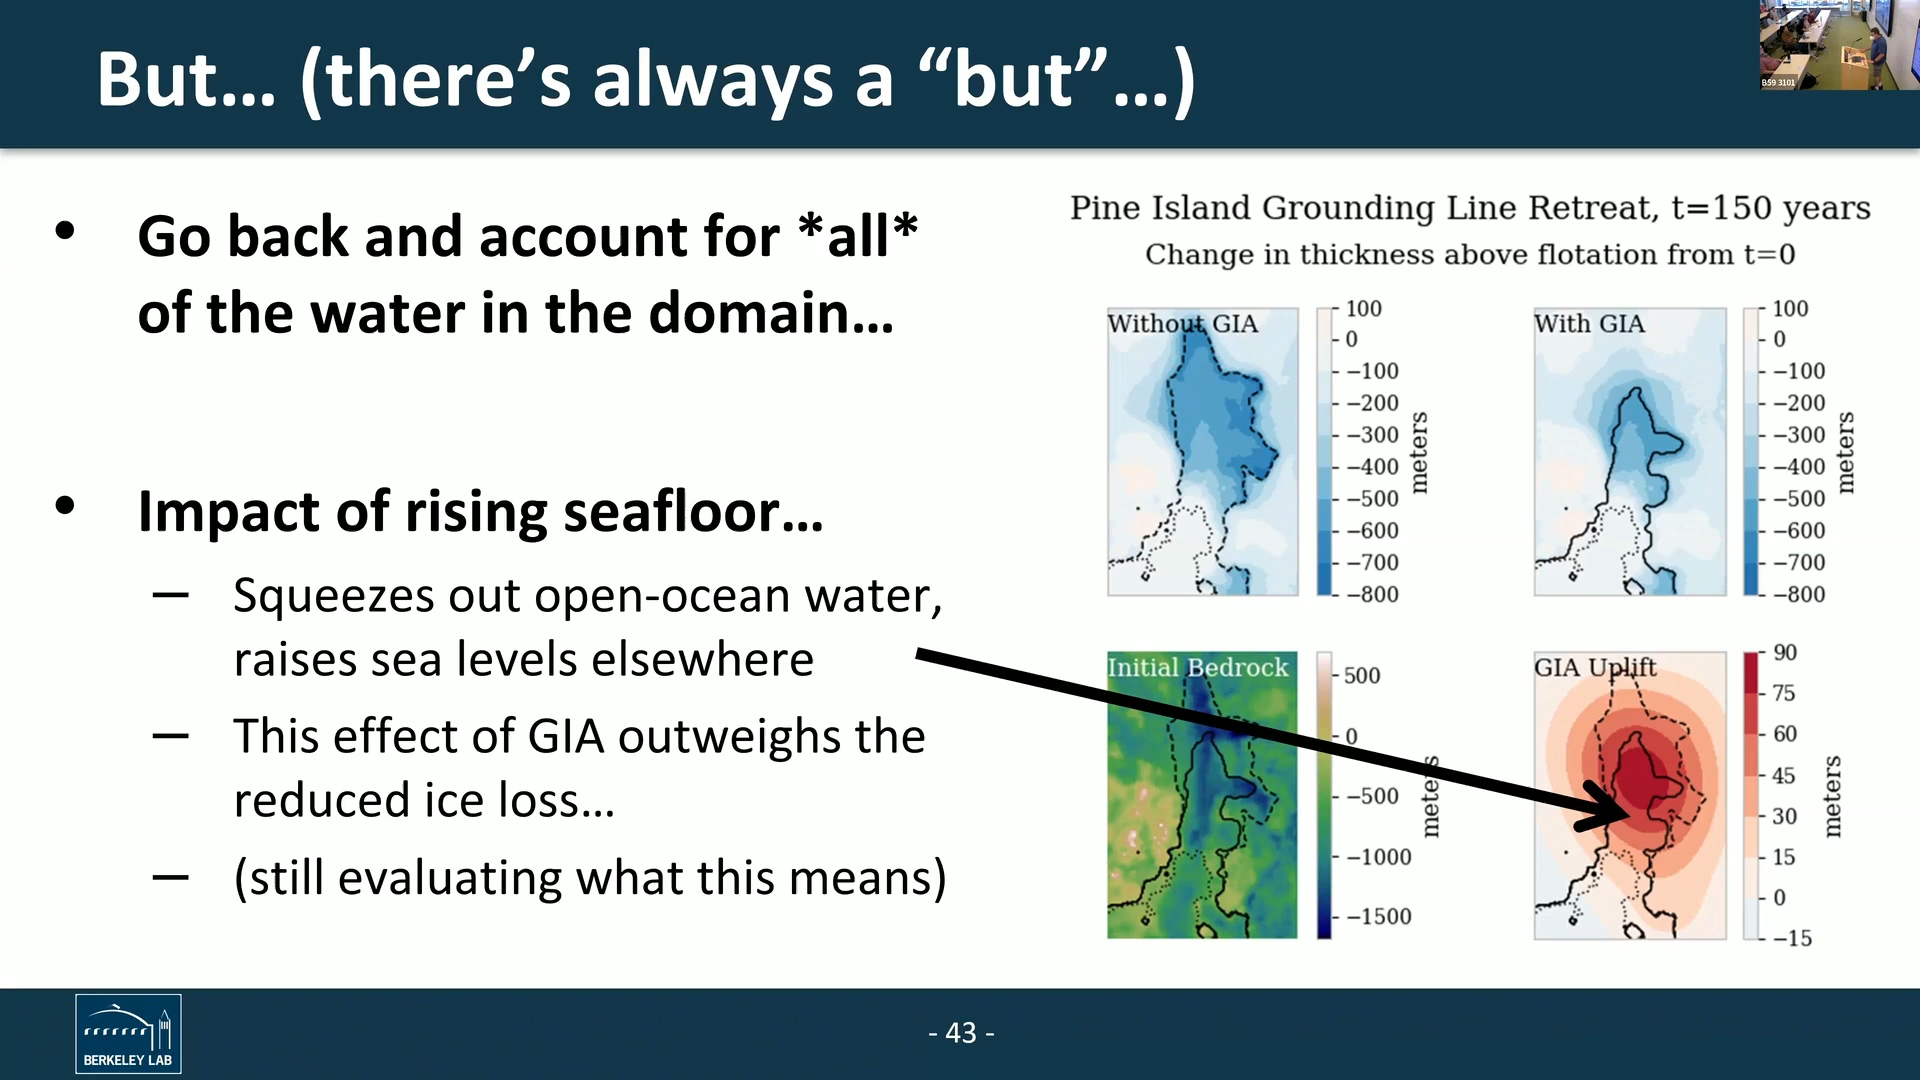 But... (there’s always a “but”...)
B59 3101
• Go back and account for *all*
of the water in the domain...
• Impact of rising seafloor...
– Squeezes out open-ocean water,
raises sea levels elsewhere
– This effect of GIA outweighs the
reduced ice loss...
– (still evaluating what this means)
Pine Island Grounding Line Retreat, t=150 years
Change in thickness above flotation from t=0
Without GIA
100
0
−100
−200
−300
−400
−500
−600
−700
−800
meters
With GIA
100
0
−100
−200
−300
−400
−500
−600
−700
−800
meters
Initial Bedrock
500
0
−500
−1000
−1500
meters
GIA Uplift
90
75
60
45
30
15
0
−15
meters
BERKELEY LAB
- 43 -